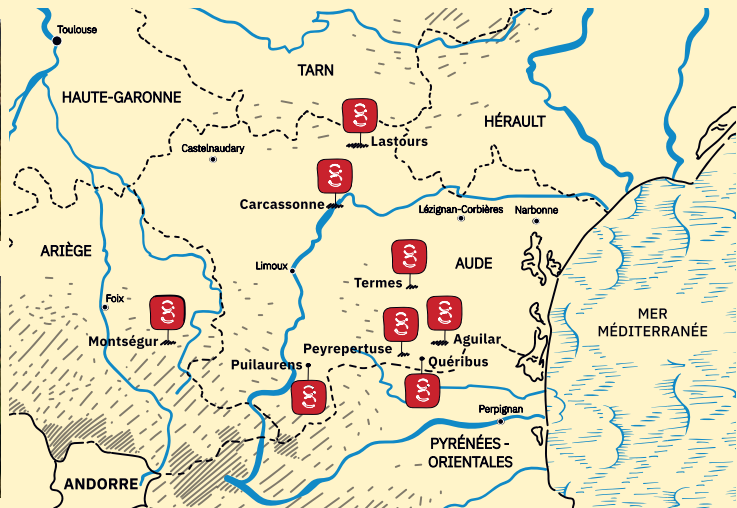 Toulouse
TARN
HAUTE-GARONNE
HÉRAULT
Lastours
Castelnaudary
Carcassonne
Lézignan-Corbières
Narbonne
ARIÈGE
Limoux
AUDE
Termes
Foix
MER
MÉDITERRANÉE
Montségur
Aguilar
Peyrepertuse
Puilaurens
Quéribus
Perpignan
PYRÉNÉES -
ORIENTALES
ANDORRE